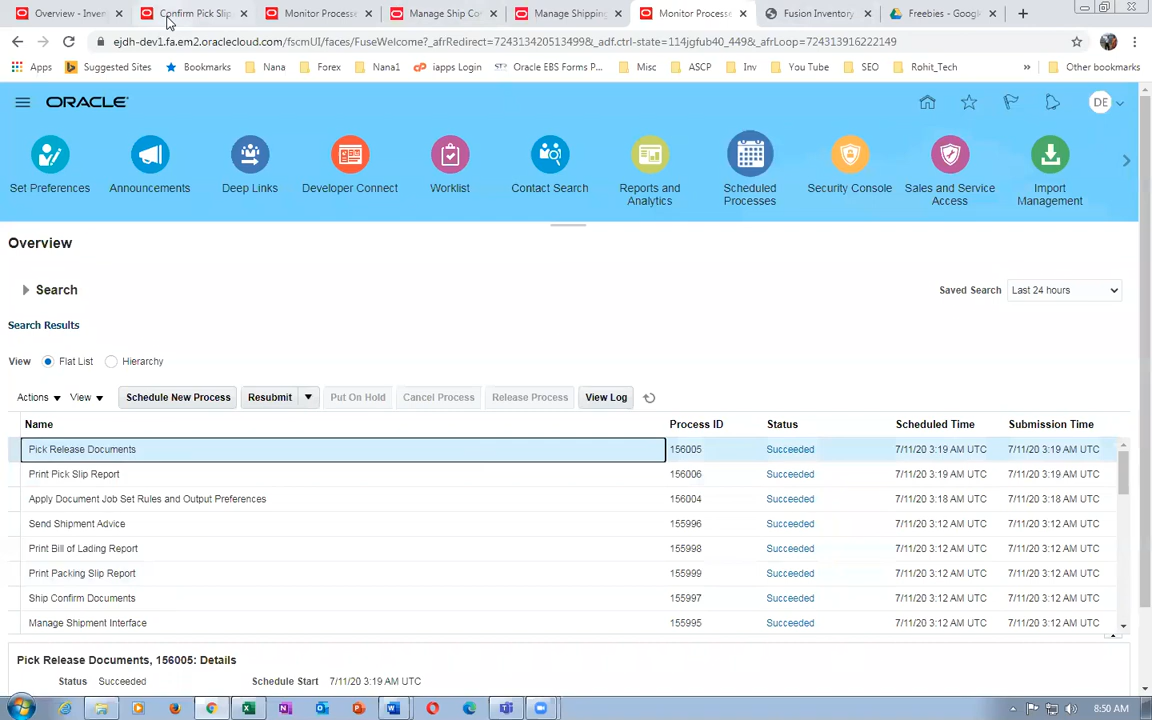 Overview - Inven
Confirm Pick Slip
Monitor Processe
Manage Ship Co
Manage Shipping
Monitor Processe
Fusion Inventory
Freebies - Googl
ejdh-dev1.fa.em2.oraclecloud.com/fscmUI/faces/FuseWelcome?_afrRedirect=724313420513499&_adf.ctrl-state=114jgfub40_449&_afrLoop=724313916222149
Apps
Suggested Sites
Bookmarks
Nana
Forex
Nana1
iapps Login
Oracle EBS Forms P...
Misc
ASCP
Inv
You Tube
SEO
Rohit_Tech
»
Other bookmarks
ORACLE
DE
Set Preferences
Announcements
Deep Links
Developer Connect
Worklist
Contact Search
Reports and Analytics
Scheduled Processes
Security Console
Sales and Service Access
Import Management
Overview
Search
Saved Search Last 24 hours
Search Results
View Flat List Hierarchy
Actions View Schedule New Process Resubmit Put On Hold Cancel Process Release Process View Log
Name Process ID Status Scheduled Time Submission Time
Pick Release Documents 156005 Succeeded 7/11/20 3:19 AM UTC 7/11/20 3:19 AM UTC
Print Pick Slip Report 156006 Succeeded 7/11/20 3:19 AM UTC 7/11/20 3:19 AM UTC
Apply Document Job Set Rules and Output Preferences 156004 Succeeded 7/11/20 3:18 AM UTC 7/11/20 3:18 AM UTC
Send Shipment Advice 155996 Succeeded 7/11/20 3:12 AM UTC 7/11/20 3:12 AM UTC
Print Bill of Lading Report 155998 Succeeded 7/11/20 3:12 AM UTC 7/11/20 3:12 AM UTC
Print Packing Slip Report 155999 Succeeded 7/11/20 3:12 AM UTC 7/11/20 3:12 AM UTC
Ship Confirm Documents 155997 Succeeded 7/11/20 3:12 AM UTC 7/11/20 3:12 AM UTC
Manage Shipment Interface 155995 Succeeded 7/11/20 3:12 AM UTC 7/11/20 3:12 AM UTC
Pick Release Documents, 156005: Details
Status Succeeded Schedule Start 7/11/20 3:19 AM UTC
8:50 AM